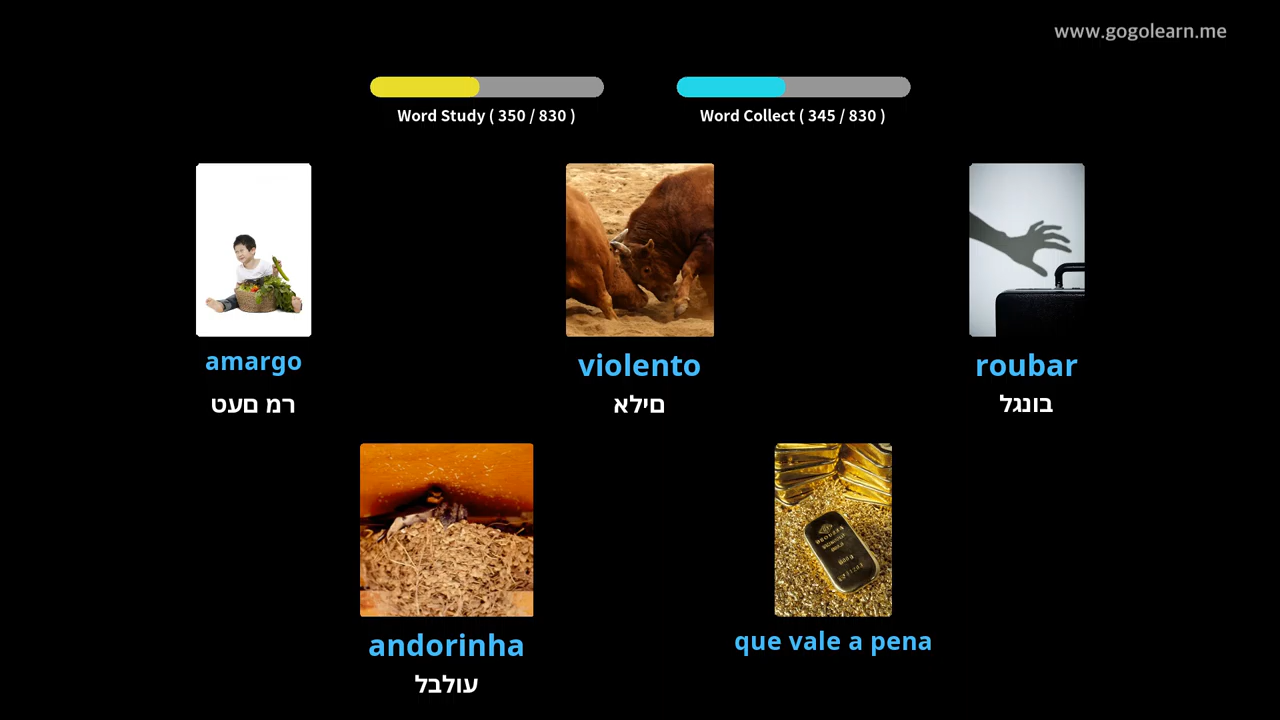 www.gogolearn.me
Word Study ( 350 / 830 )
Word Collect ( 345 / 830 )
amargo
רמ םעט
violento
םילא
roubar
בונגל
andorinha
עולבל
que vale a pena